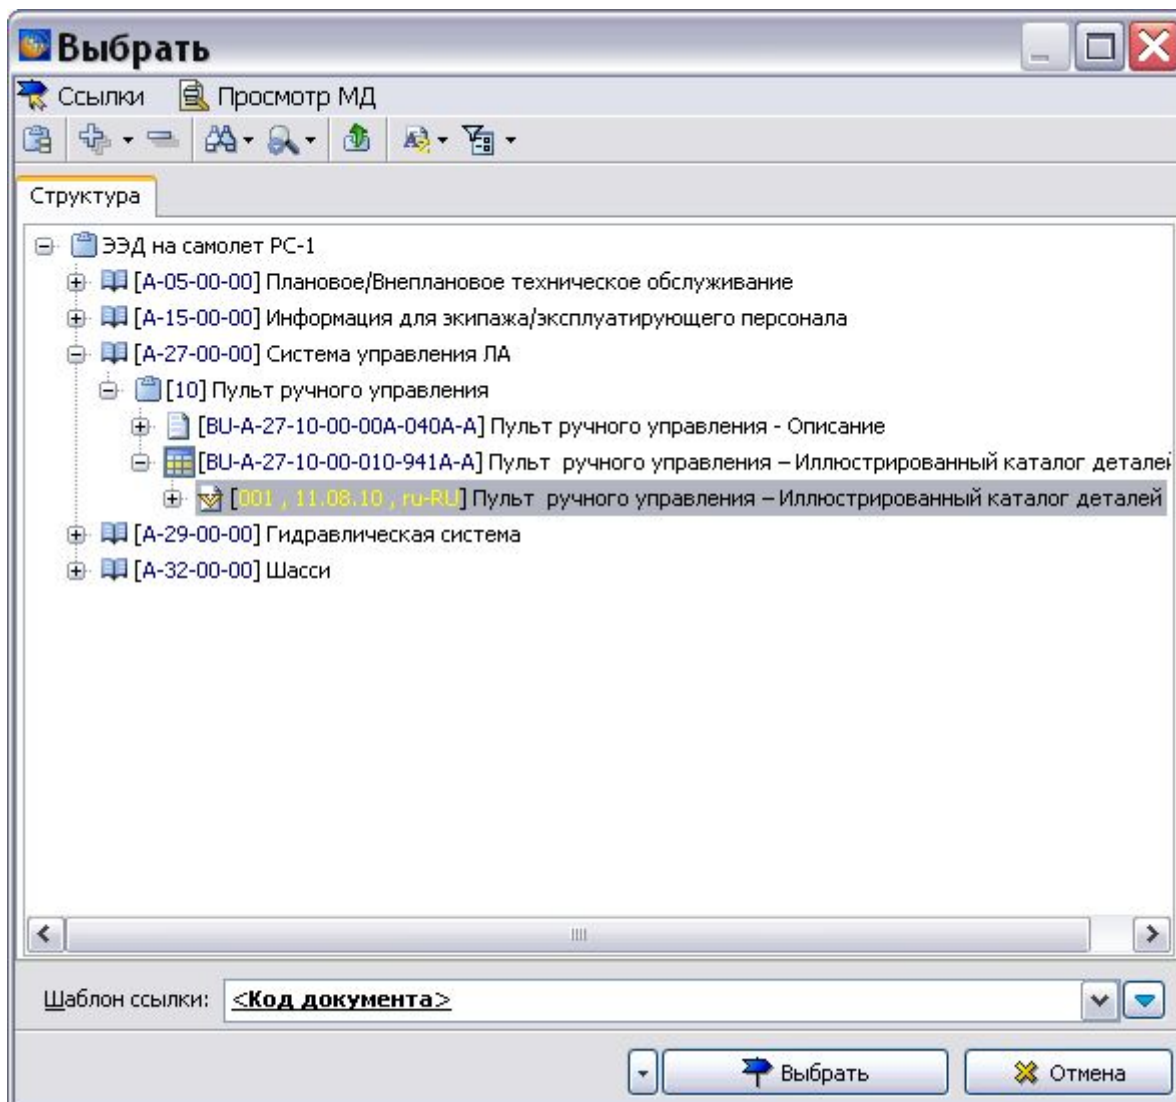 Выбрать
Ссылки Просмотр МД
Структура
ЭЭД на самолет РС-1
[A-05-00-00] Плановое/Внеплановое техническое обслуживание
[A-15-00-00] Информация для экипажа/эксплуатирующего персонала
[A-27-00-00] Система управления ЛА
[10] Пульт ручного управления
[BU-A-27-10-00-00A-040A-A] Пульт ручного управления - Описание
[BU-A-27-10-00-010-941A-A] Пульт ручного управления – Иллюстрированный каталог деталей
[001 , 11.08.10 , ru-RU] Пульт ручного управления – Иллюстрированный каталог деталей
[A-29-00-00] Гидравлическая система
[A-32-00-00] Шасси
Шаблон ссылки: <Код документа>
Выбрать Отмена